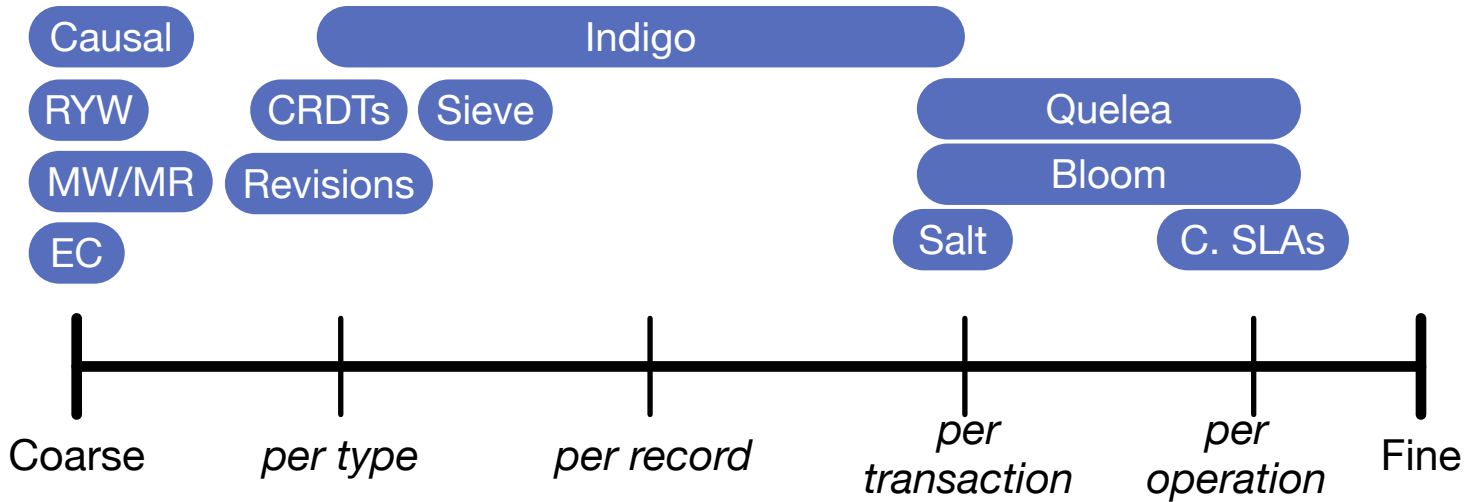 Causal
Indigo
RYW
CRDTs
Sieve
Quelea
MW/MR
Revisions
Bloom
EC
Salt
C. SLAs
Coarse
per type
per record
per
transaction
per
operation
Fine